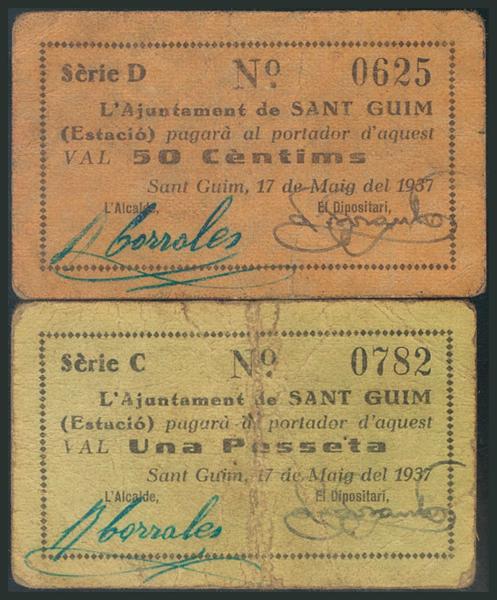 Sèrie D Nº 0625
L'Ajuntament de SANT GUIM
(Estació) pagarà al portador d'aquest
VAL 50 Cèntims
Sant Guim, 17 de Maig del 1937
L'Alcalde, El Dipositari,
Corrales
Sèrie C Nº 0782
L'Ajuntament de SANT GUIM
(Estació) pagarà al portador d'aquest
VAL Una Pesseta
Sant Guim, 17 de Maig del 1937
L'Alcalde, El Dipositari,
Corrales